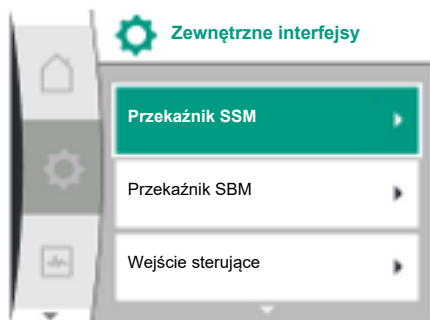 Zewnętrzne interfejsy
Przekaźnik SSM
Przekaźnik SBM
Wejście sterujące